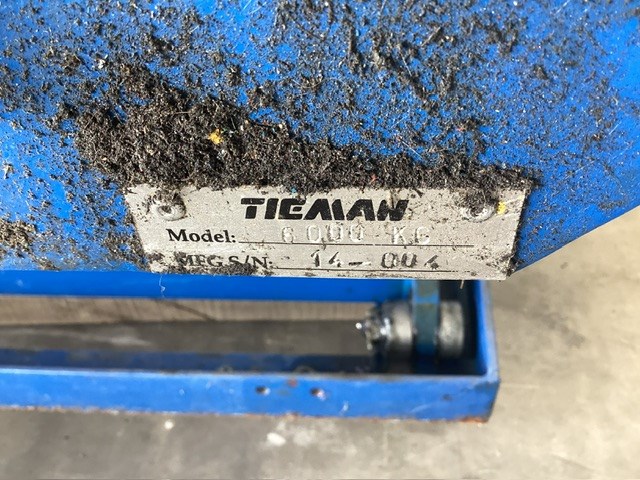 TIEMAN
Model: 6000 KG
MFG S/N: 14-004